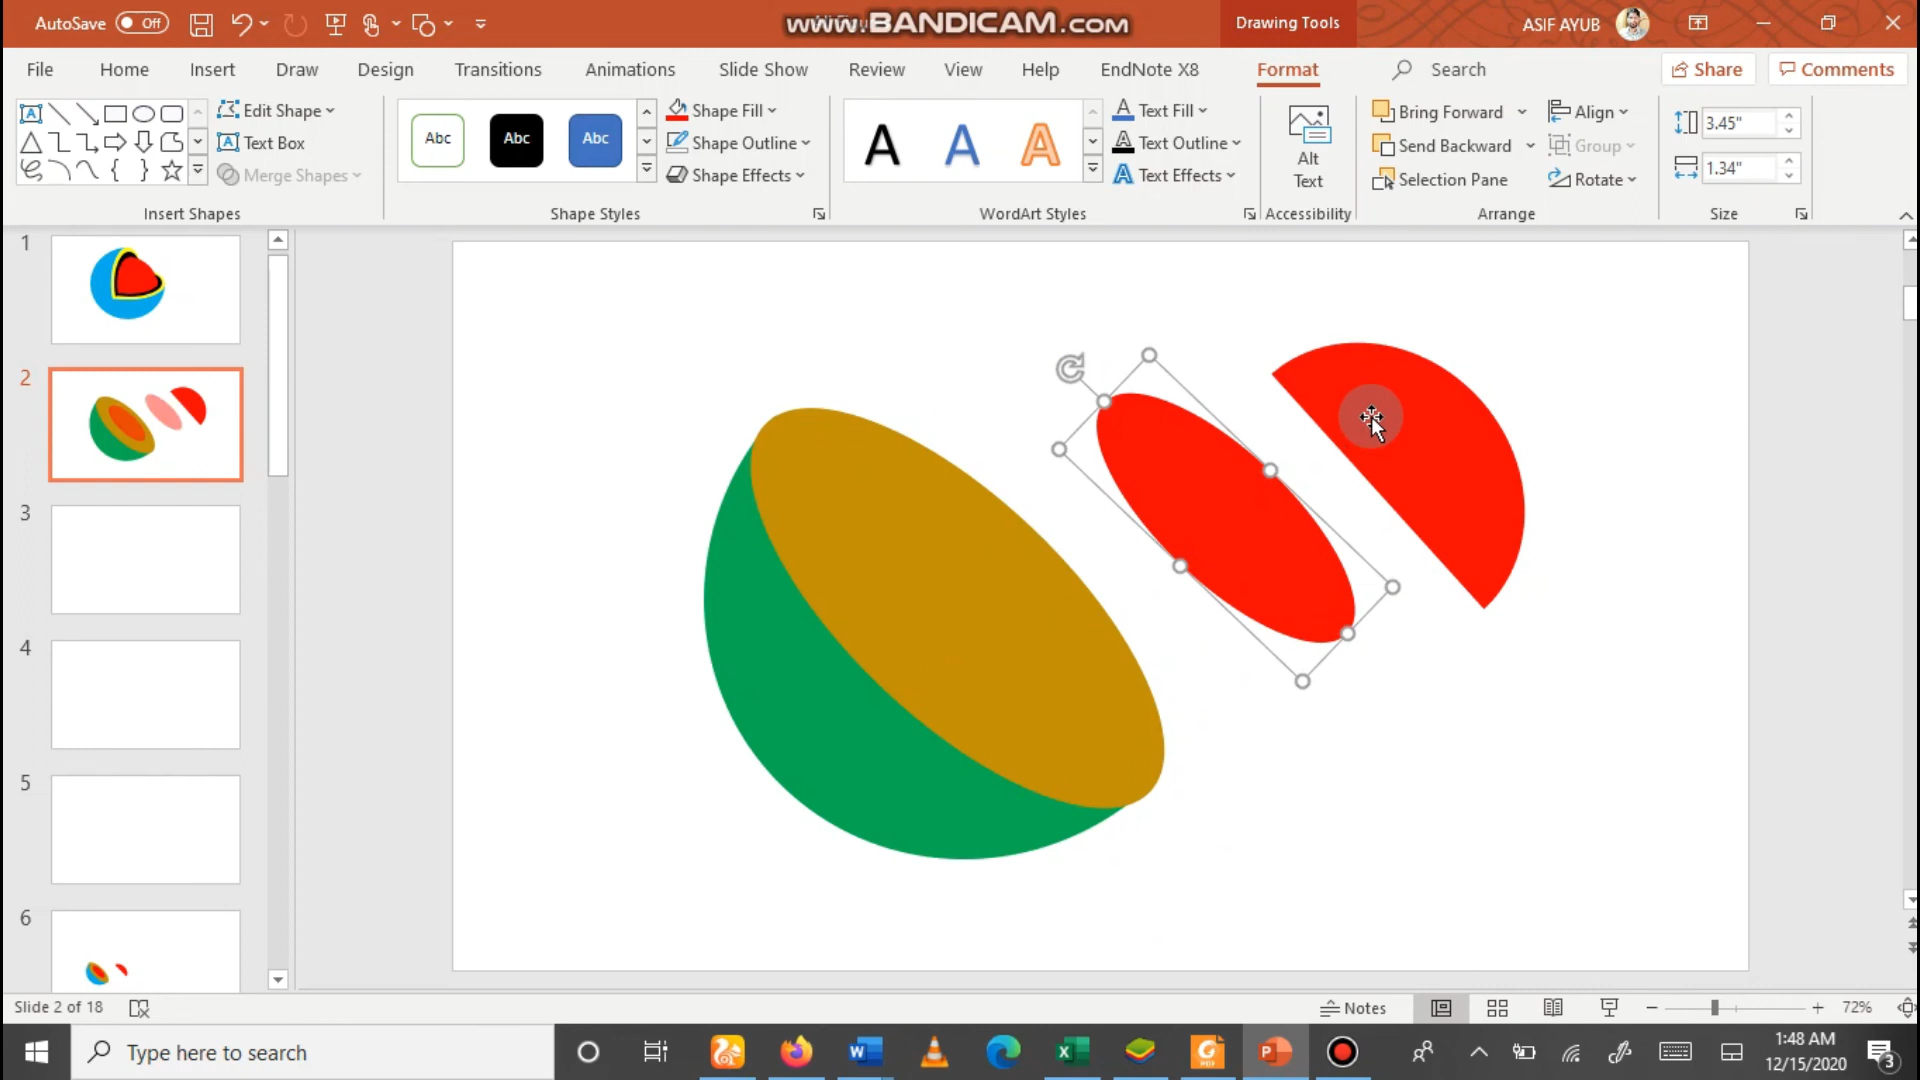 AutoSave Off
www.BANDICAM.com
Drawing Tools
ASIF AYUB
File Home Insert Draw Design Transitions Animations Slide Show Review View Help EndNote X8 Format Search Share Comments
Edit Shape
Text Box
Merge Shapes
Insert Shapes
Abc Abc Abc
Shape Fill
Shape Outline
Shape Effects
Shape Styles
A A A
Text Fill
Text Outline
Text Effects
WordArt Styles
Alt
Text
Accessibility
Bring Forward
Send Backward
Selection Pane
Align
Group
Rotate
Arrange
3.45"
1.34"
Size
1
2
3
4
5
6
Slide 2 of 18
Notes
72%
Type here to search
1:48 AM
12/15/2020
3